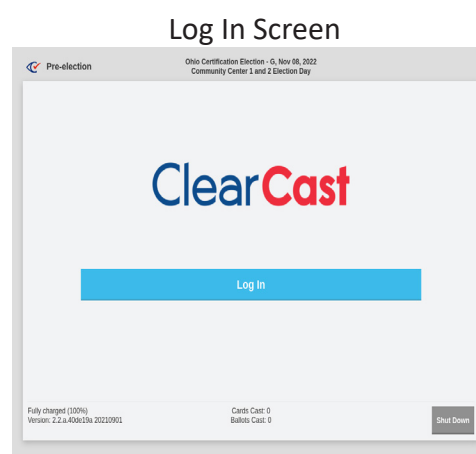 Log In Screen
Pre-election
Ohio Certification Election - G, Nov 08, 2022
Community Center 1 and 2 Election Day
ClearCast
Log In
Fully charged (100%)
Version: 2.2.a.40de19a 20210901
Cards Cast: 0
Ballots Cast: 0
Shut Down